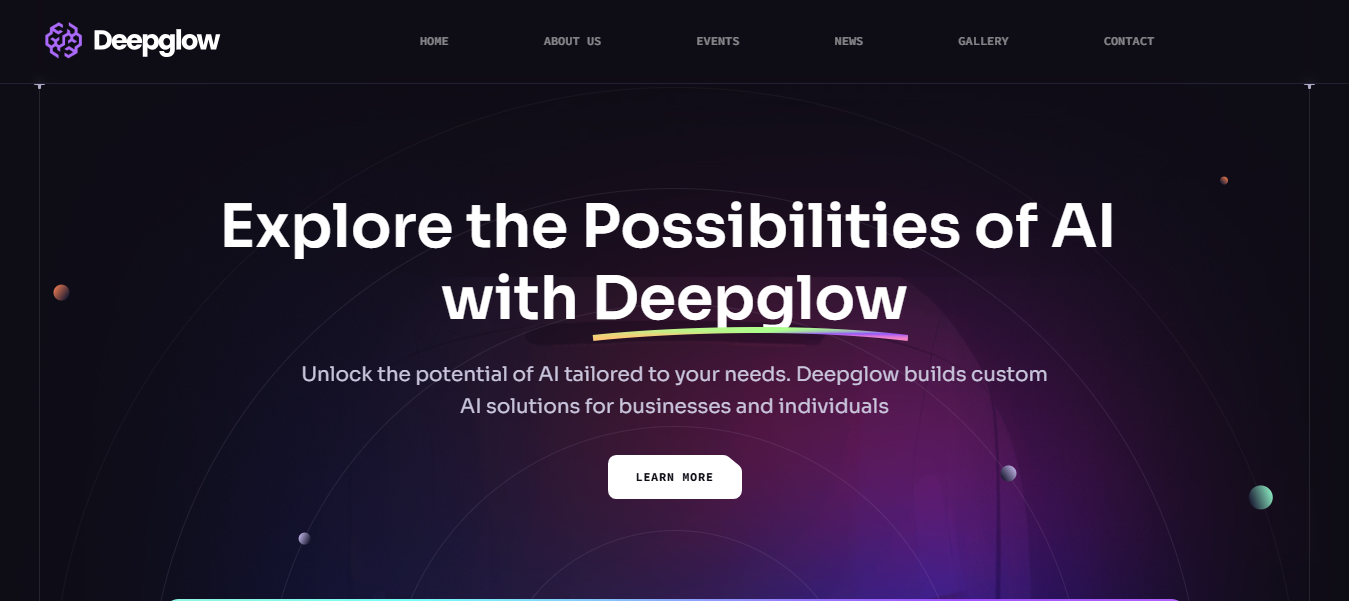 Deepglow HOME ABOUT US EVENTS NEWS GALLERY CONTACT
Explore the Possibilities of AI
with Deepglow
Unlock the potential of AI tailored to your needs. Deepglow builds custom
AI solutions for businesses and individuals
LEARN MORE